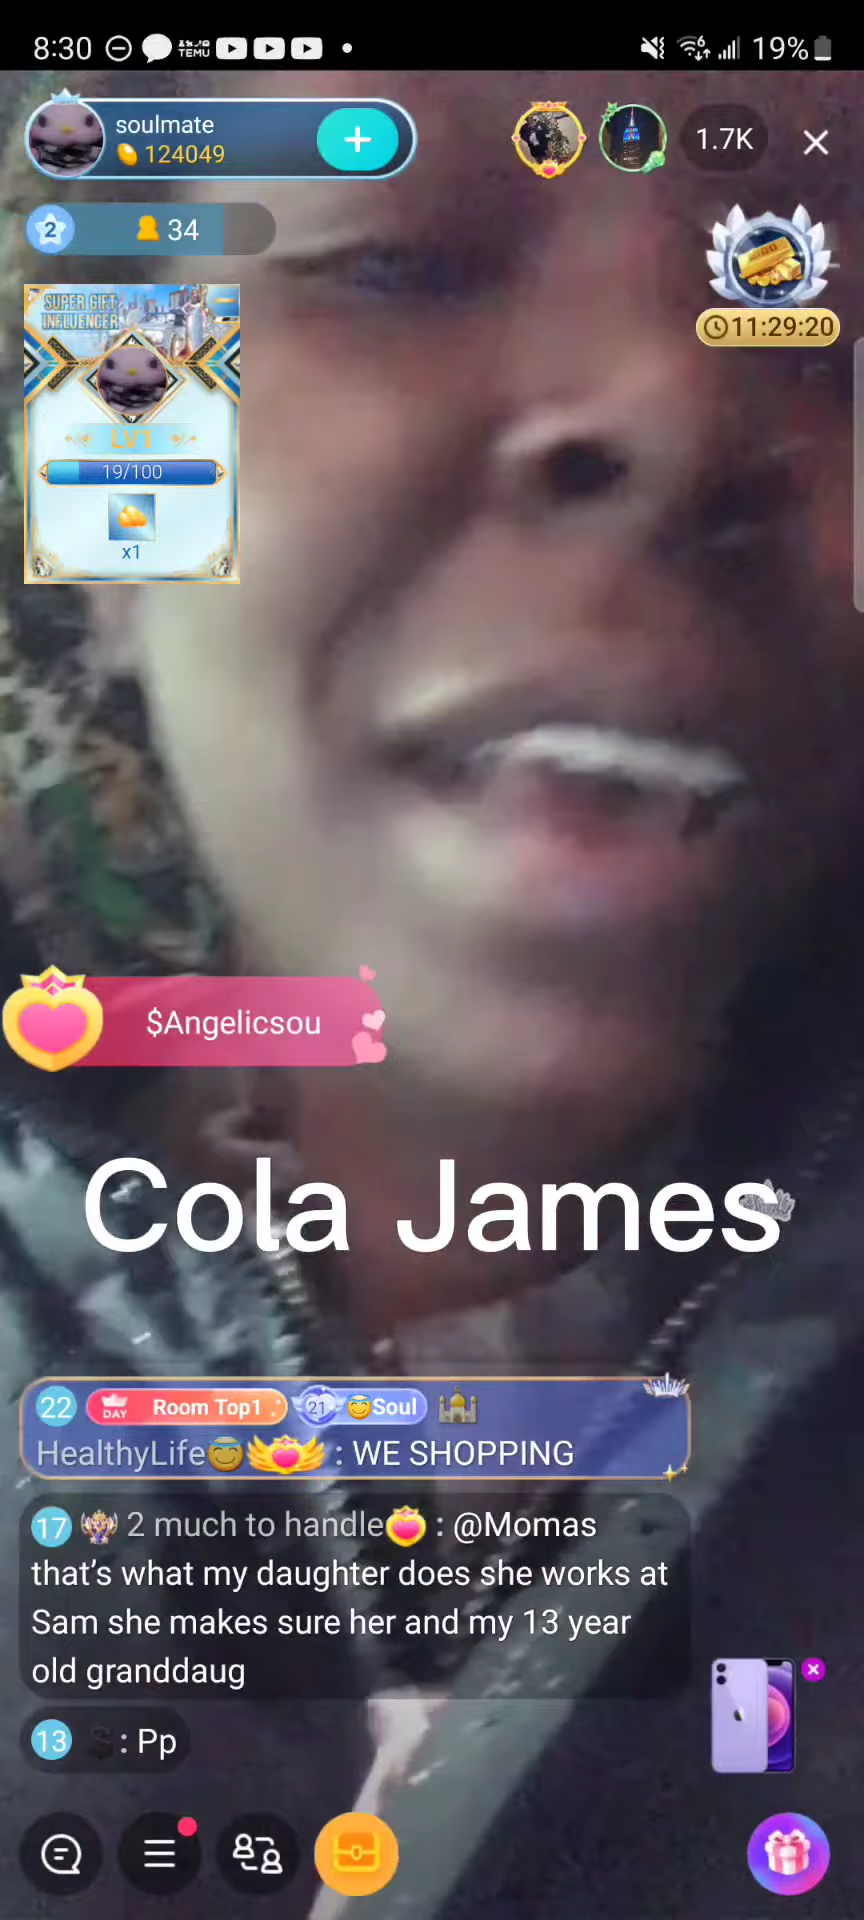 8:30
TEMU
19%
soulmate
124049
1.7K
2
34
11:29:20
SUPER GIFT
INFLUENCER
LV1
19/100
x1
$Angelicsou
Cola James
22 DAY Room Top1 21 😇Soul
HealthyLife😇 : WE SHOPPING
17 2 much to handle : @Momas
that’s what my daughter does she works at
Sam she makes sure her and my 13 year
old granddaug
13 S : Pp